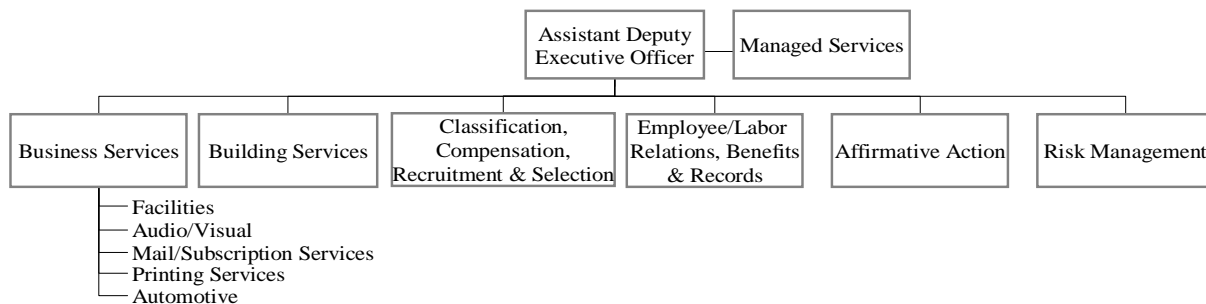 Assistant Deputy
Executive Officer
Managed Services
Business Services
Building Services
Classification,
Compensation,
Recruitment & Selection
Employee/Labor
Relations, Benefits
& Records
Affirmative Action
Risk Management
Facilities
Audio/Visual
Mail/Subscription Services
Printing Services
Automotive